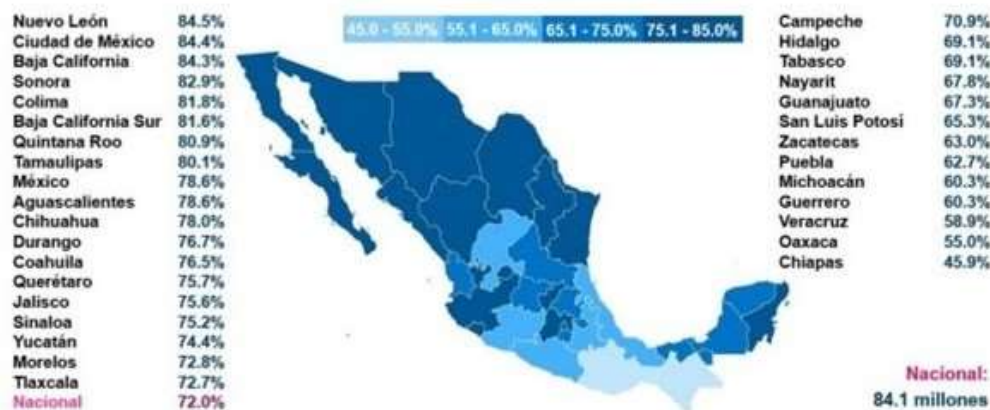 Nuevo León 84.5%
Ciudad de México 84.4%
Baja California 84.3%
Sonora 82.9%
Colima 81.8%
Baja California Sur 81.6%
Quintana Roo 80.9%
Tamaulipas 80.1%
México 78.6%
Aguascalientes 78.6%
Chihuahua 78.0%
Durango 76.7%
Coahuila 76.5%
Querétaro 75.7%
Jalisco 75.6%
Sinaloa 75.2%
Yucatán 74.4%
Morelos 72.8%
Tlaxcala 72.7%
Nacional 72.0%
45.0 - 55.0% 55.1 - 65.0% 65.1 - 75.0% 75.1 - 85.0%
Campeche 70.9%
Hidalgo 69.1%
Tabasco 69.1%
Nayarit 67.8%
Guanajuato 67.3%
San Luis Potosí 65.3%
Zacatecas 63.0%
Puebla 62.7%
Michoacán 60.3%
Guerrero 60.3%
Veracruz 58.9%
Oaxaca 55.0%
Chiapas 45.9%
Nacional:
84.1 millones